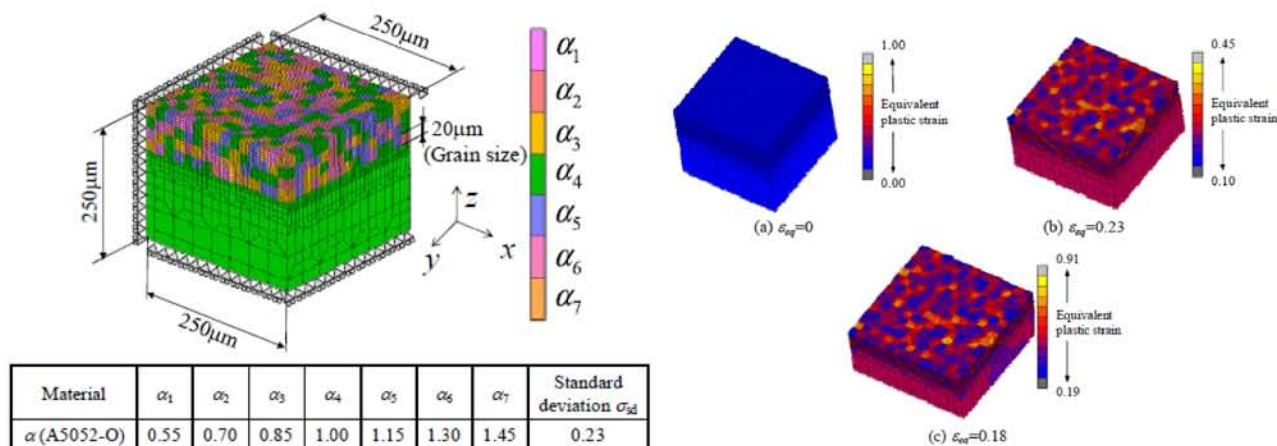 250μm
250μm
20μm
(Grain size)
250μm
z
x
y
α1
α2
α3
α4
α5
α6
α7
Material α1 α2 α3 α4 α5 α6 α7 Standard deviation σsd
α (A5052-O) 0.55 0.70 0.85 1.00 1.15 1.30 1.45 0.23
1.00
Equivalent
plastic strain
0.00
(a) εeq=0
0.45
Equivalent
plastic strain
0.10
(b) εeq=0.23
0.91
Equivalent
plastic strain
0.19
(c) εeq=0.18